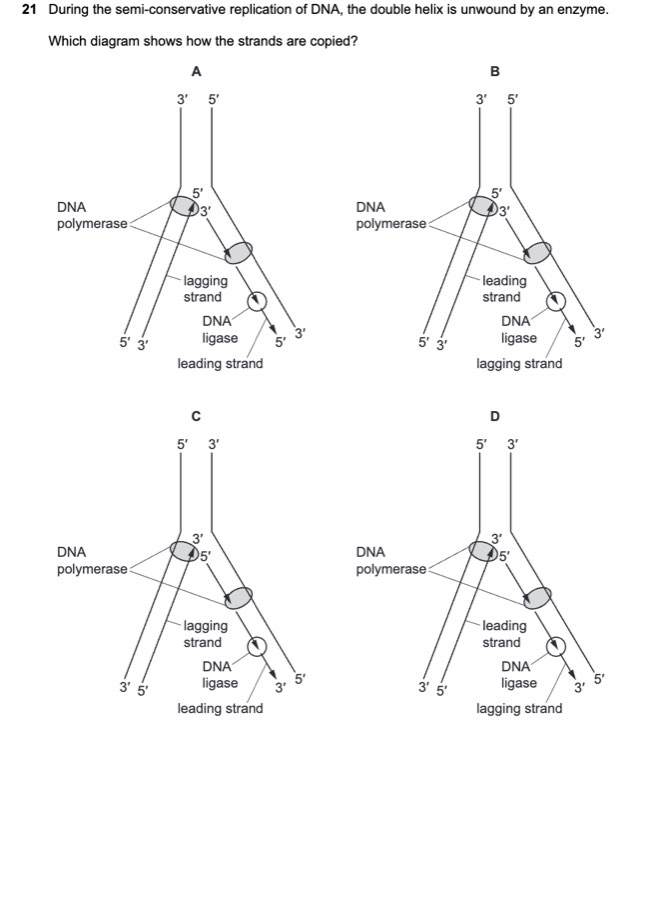 21 During the semi-conservative replication of DNA, the double helix is unwound by an enzyme.
Which diagram shows how the strands are copied?
A
3′ 5′
5′
3′
DNA
polymerase
lagging
strand
DNA
ligase
5′ 3′
5′ 3′
leading strand
B
3′ 5′
5′
3′
DNA
polymerase
leading
strand
DNA
ligase
5′ 3′
5′ 3′
lagging strand
C
5′ 3′
3′
5′
DNA
polymerase
lagging
strand
DNA
ligase
3′ 5′
3′ 5′
leading strand
D
5′ 3′
3′
5′
DNA
polymerase
leading
strand
DNA
ligase
3′ 5′
3′ 5′
lagging strand